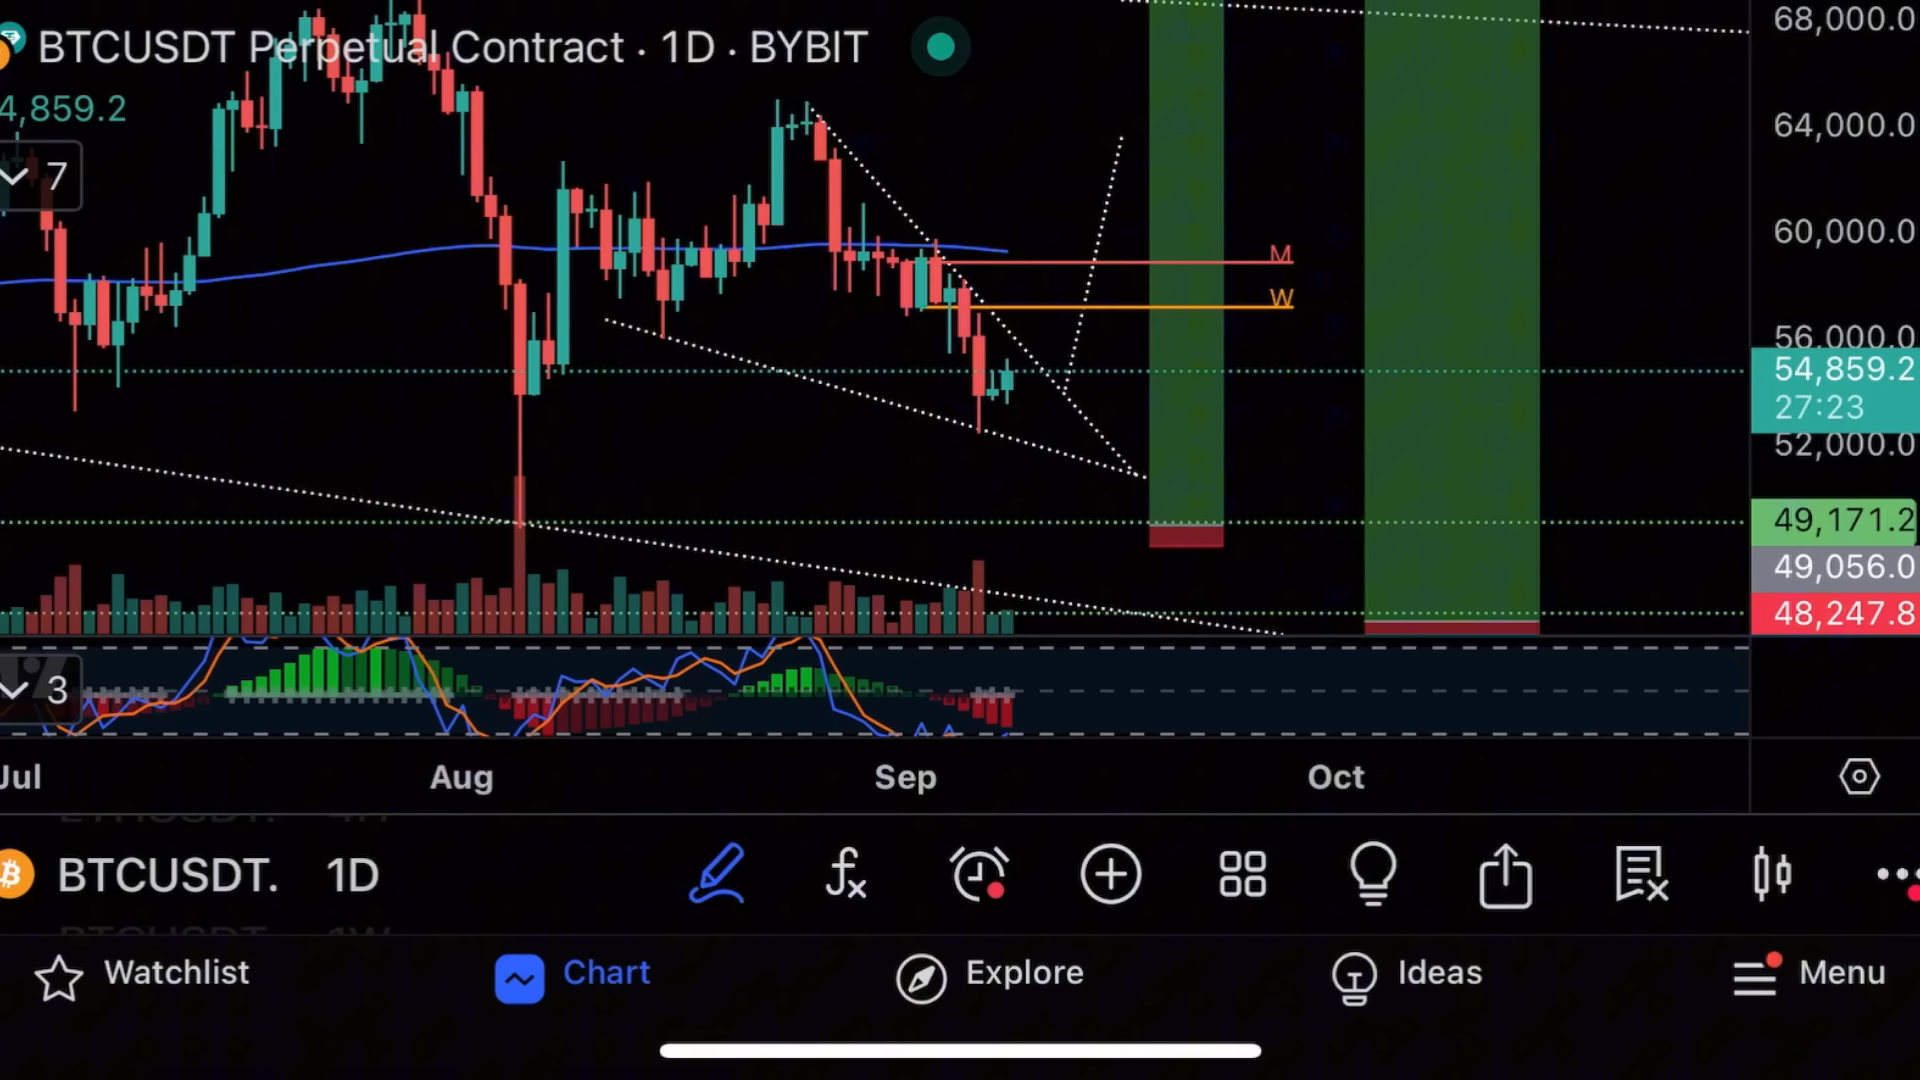 BTCUSDT Perpetual Contract · 1D · BYBIT
4,859.2
7
68,000.0
64,000.0
60,000.0
M
W
56,000.0
54,859.2
27:23
52,000.0
49,171.2
49,056.0
48,247.8
3
Jul Aug Sep Oct
BTCUSDT. 1D
Watchlist Chart Explore Ideas Menu